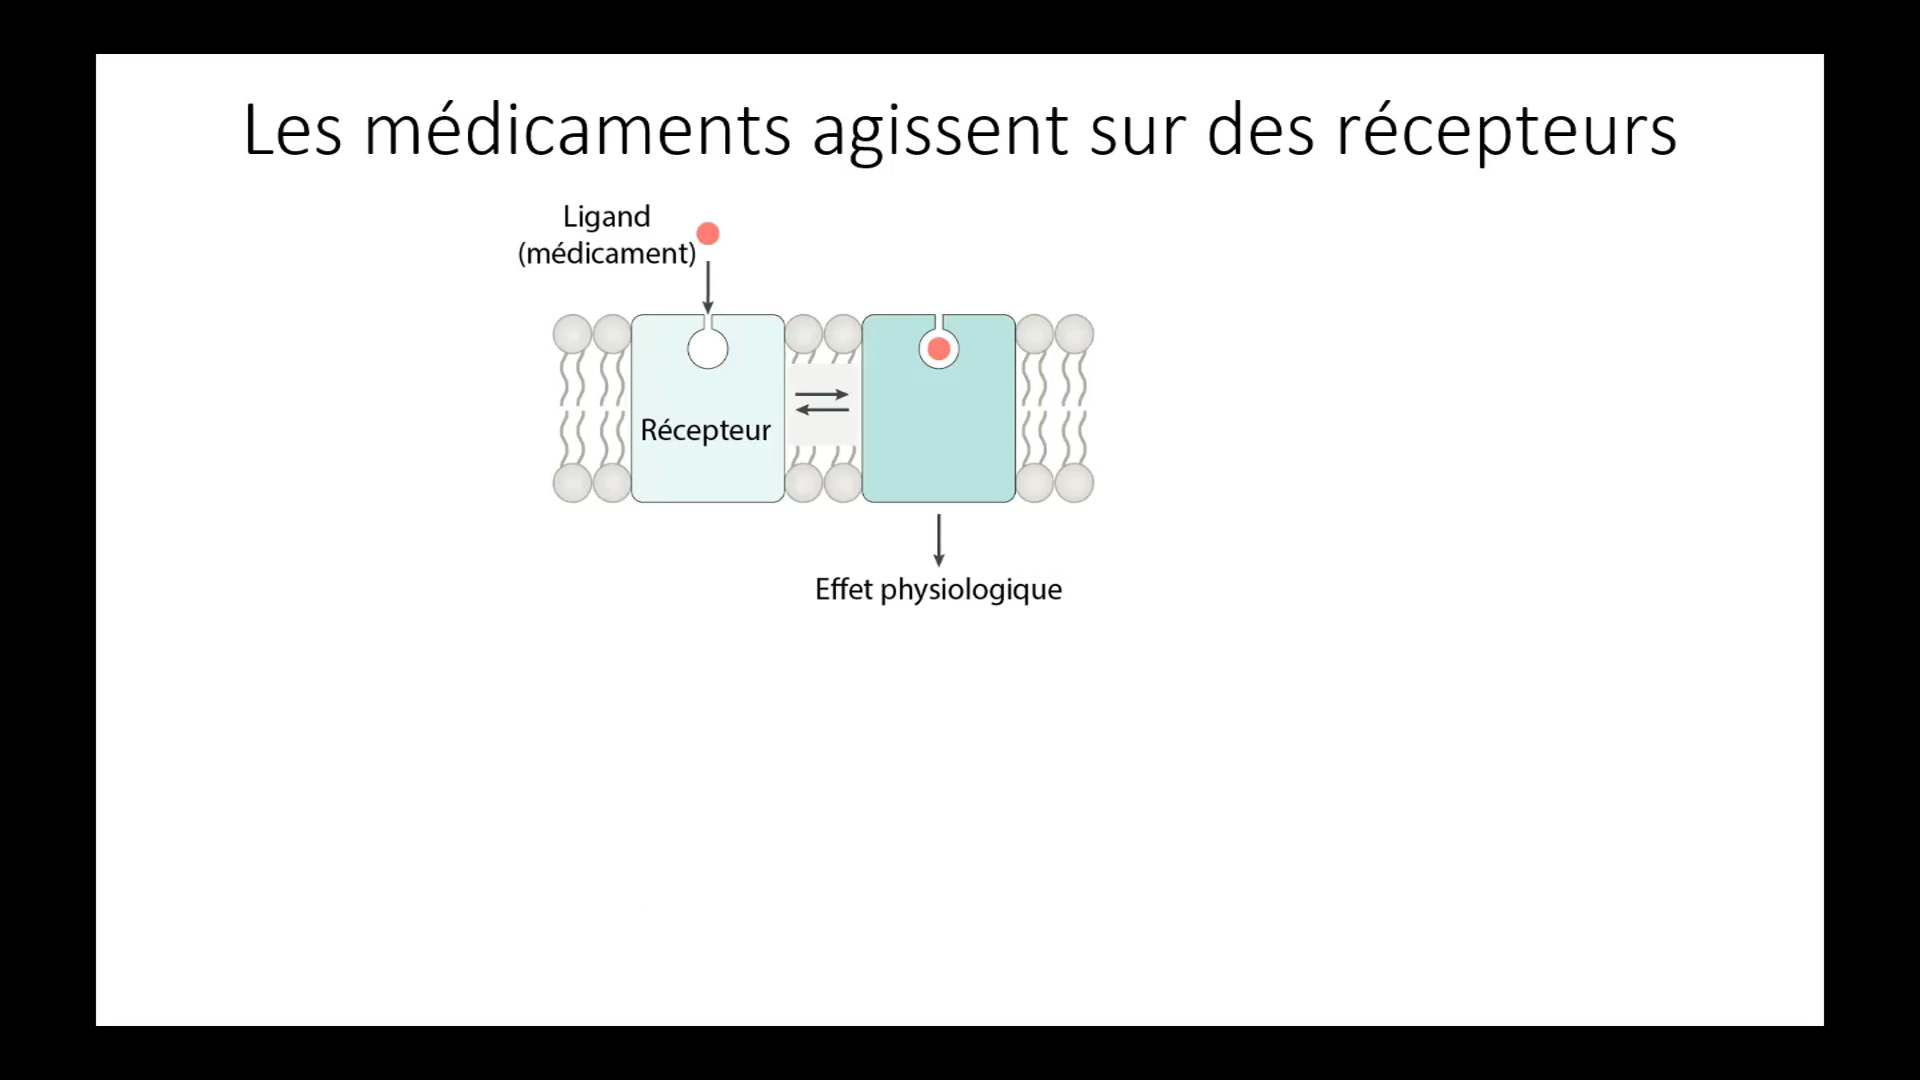 Les médicaments agissent sur des récepteurs
Ligand
(médicament)
Récepteur
Effet physiologique